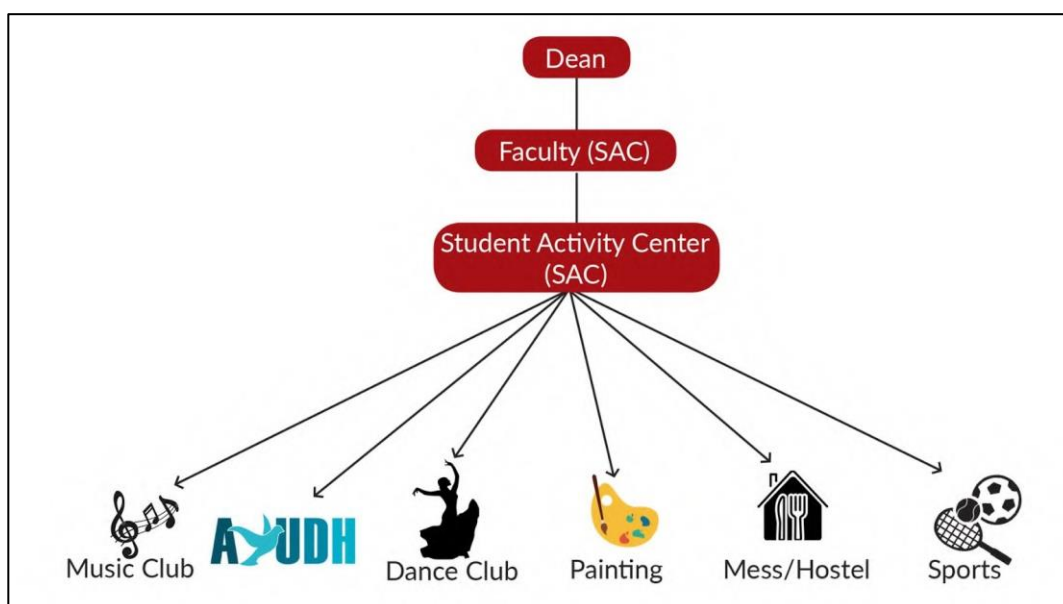 Dean
Faculty (SAC)
Student Activity Center
(SAC)
Music Club
AYUDH
Dance Club
Painting
Mess/Hostel
Sports